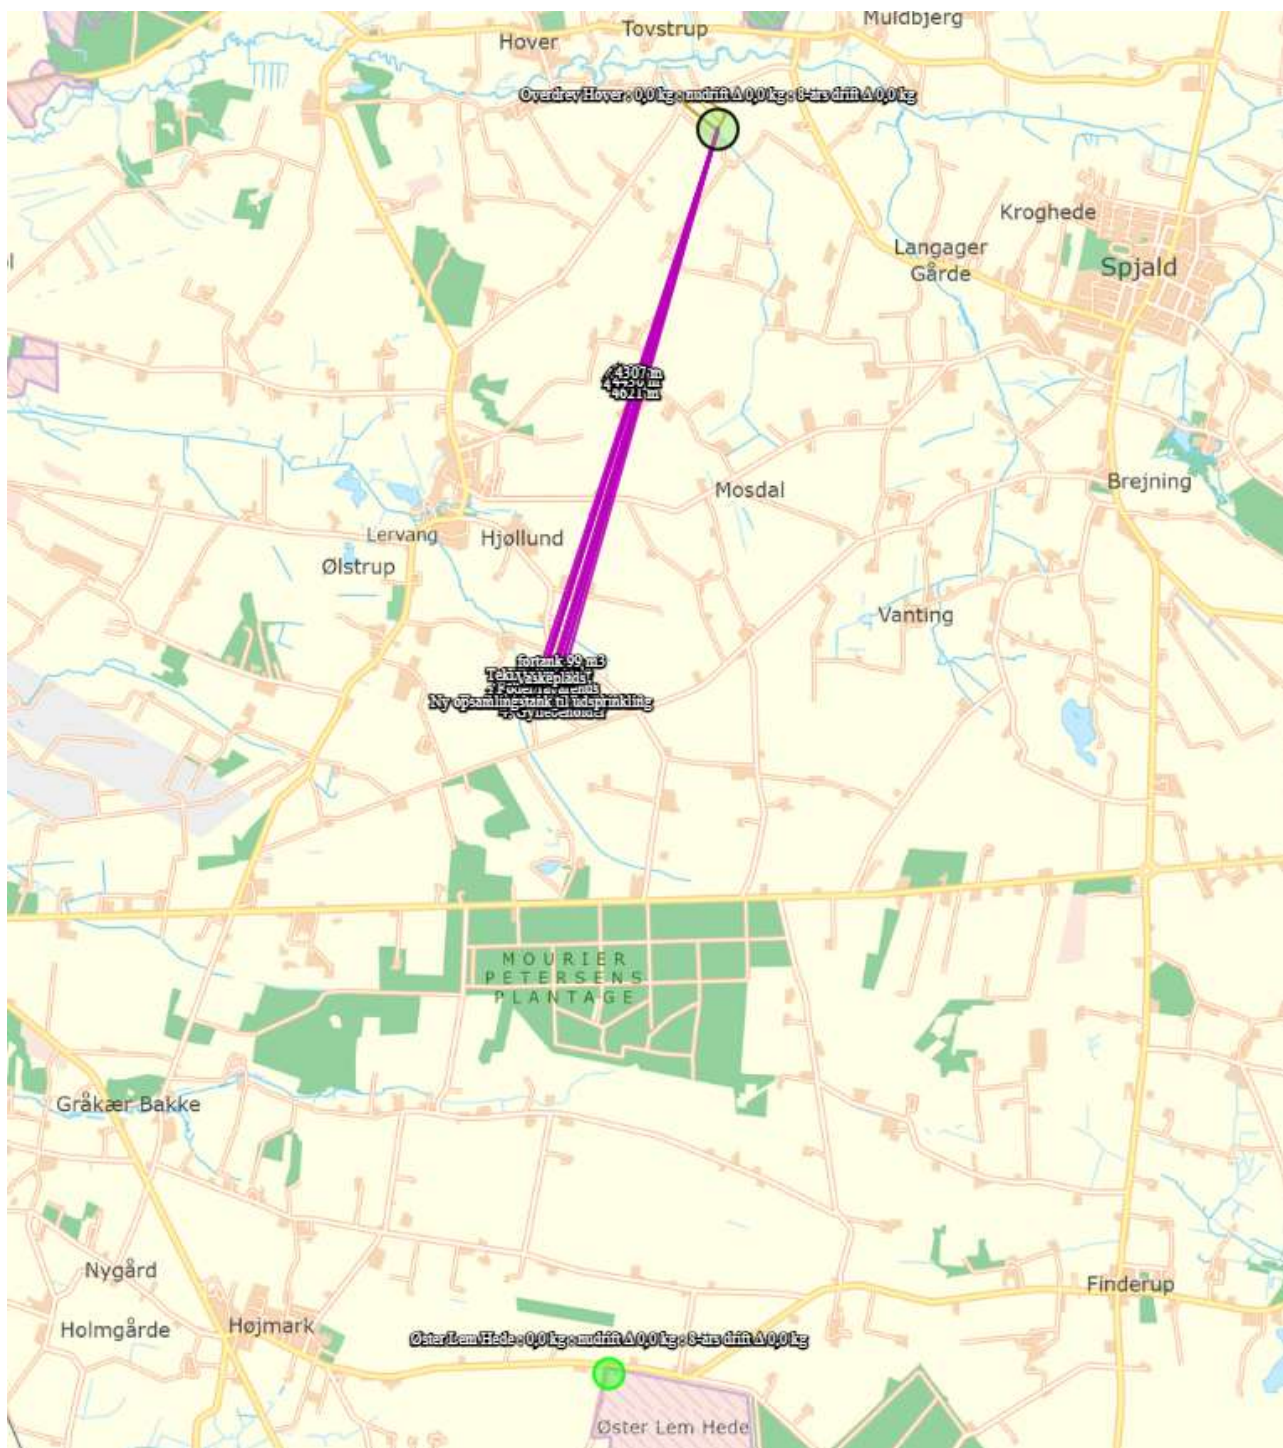 Muldbjerg
Tovstrup
Hover
Overdrev Hover : 0,0 kg : nudrift Δ 0,0 kg : 8-års drift Δ 0,0 kg
Kroghede
Langager
Gårde
Spjald
4307 m
4621 m
Brejning
Mosdal
Lervang
Hjøllund
Ølstrup
Vanting
fortank 99 m3
Vaskeplads
Ny opsamlingstank til udsprinkling
MOURIER
PETERSENS
PLANTAGE
Gråkær Bakke
Nygård
Finderup
Holmgårde
Højmark
Øster Lem Hede : 0,0 kg : nudrift Δ 0,0 kg : 8-års drift Δ 0,0 kg
Øster Lem Hede